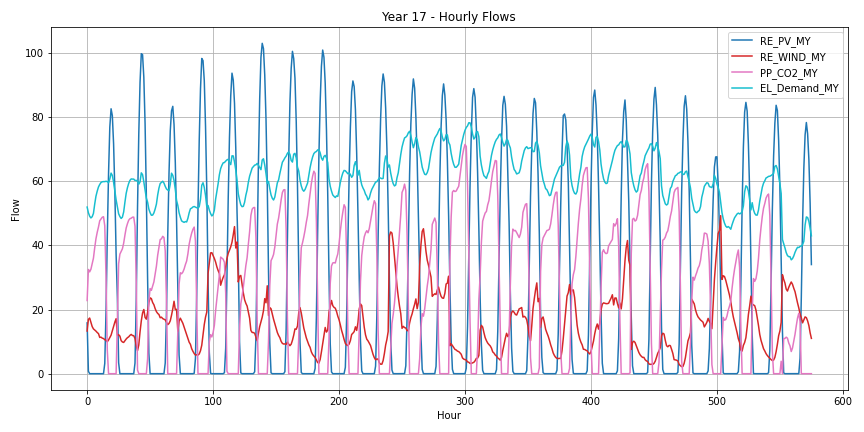 Year 17 - Hourly Flows
RE_PV_MY
RE_WIND_MY
PP_CO2_MY
EL_Demand_MY
Flow
100
80
60
40
20
0
0 100 200 300 400 500 600
Hour